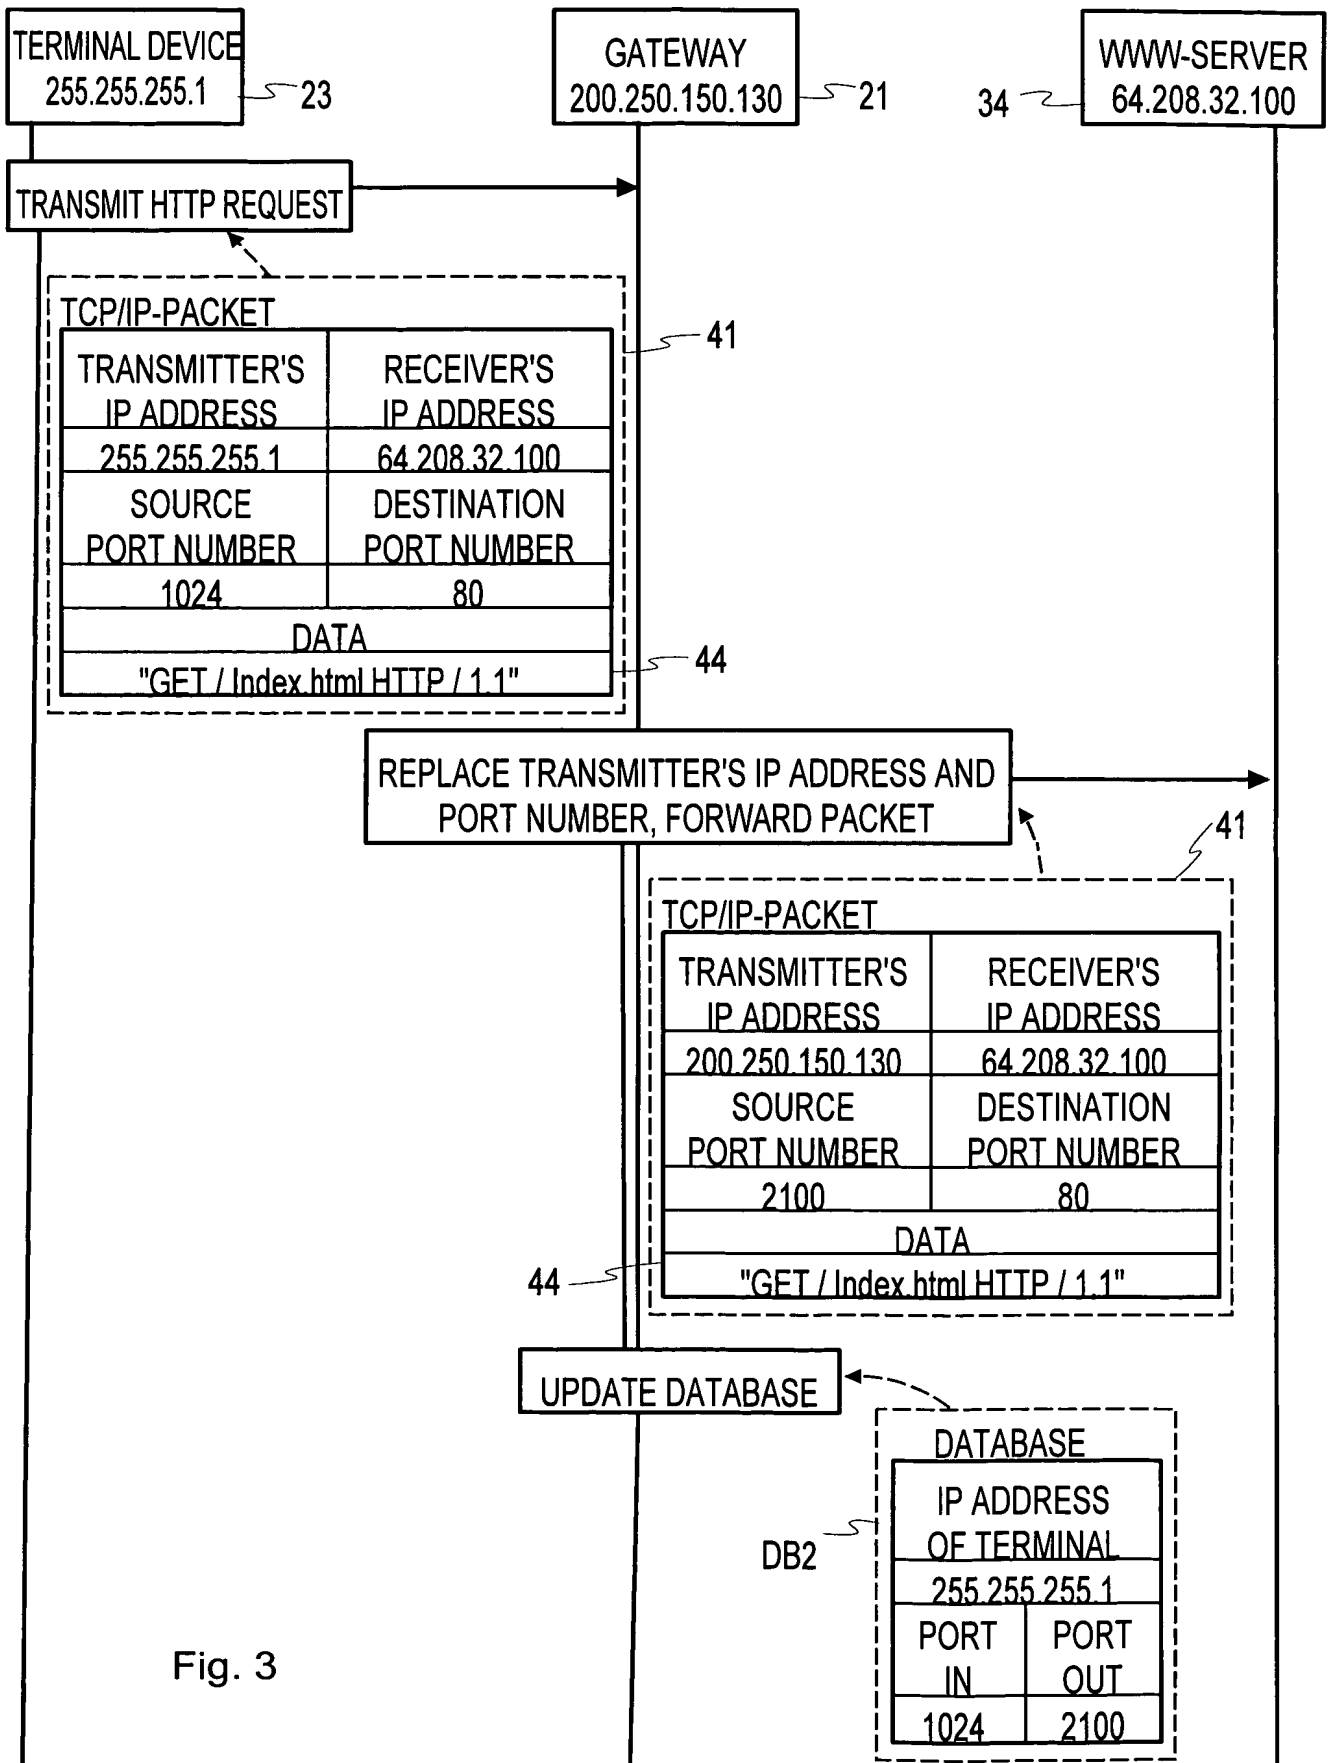 TERMINAL DEVICE
255.255.255.1
23
GATEWAY
200.250.150.130
21
34
WWW-SERVER
64.208.32.100
TRANSMIT HTTP REQUEST
TCP/IP-PACKET
41
TRANSMITTER'S
IP ADDRESS
RECEIVER'S
IP ADDRESS
255.255.255.1
64.208.32.100
SOURCE
PORT NUMBER
DESTINATION
PORT NUMBER
1024
80
DATA
44
"GET / Index.html HTTP / 1.1"
REPLACE TRANSMITTER'S IP ADDRESS AND
PORT NUMBER, FORWARD PACKET
41
TCP/IP-PACKET
TRANSMITTER'S
IP ADDRESS
RECEIVER'S
IP ADDRESS
200.250.150.130
64.208.32.100
SOURCE
PORT NUMBER
DESTINATION
PORT NUMBER
2100
80
DATA
44
"GET / Index.html HTTP / 1.1"
UPDATE DATABASE
DATABASE
IP ADDRESS
OF TERMINAL
DB2
255.255.255.1
PORT
IN
PORT
OUT
1024
2100
Fig. 3